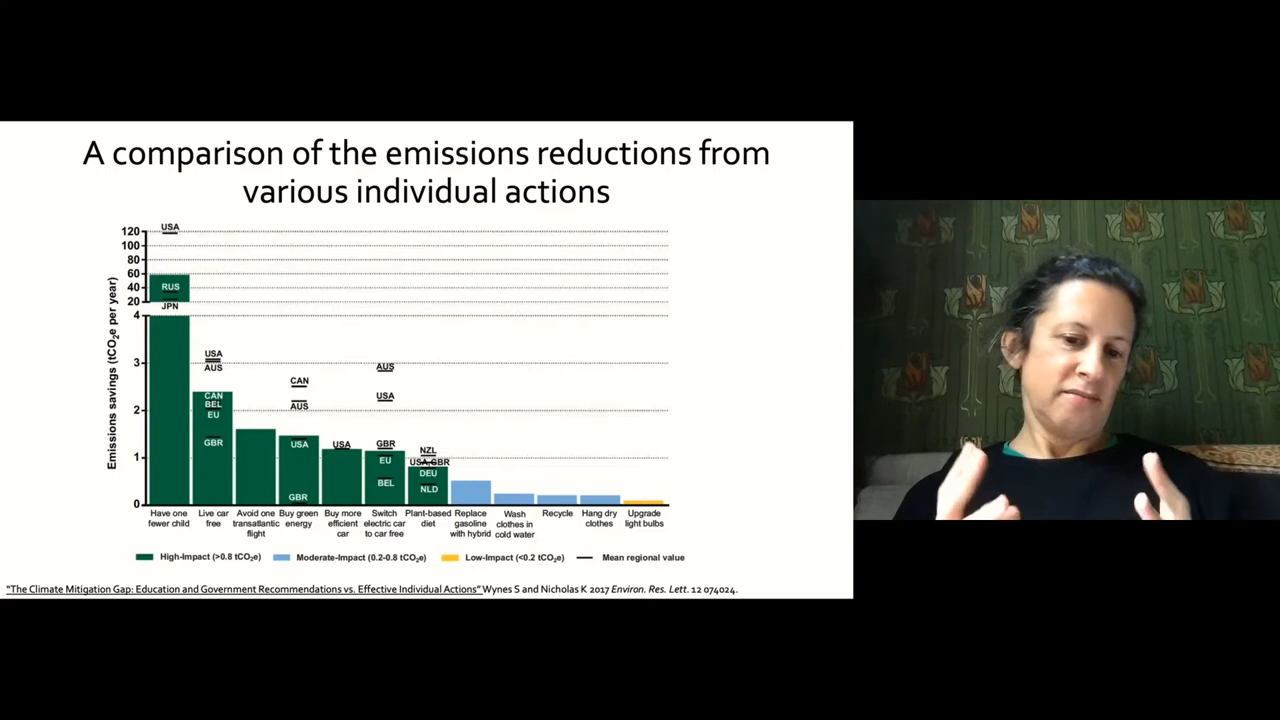 A comparison of the emissions reductions from
various individual actions
Emissions savings (tCO₂e per year)
120
100
80
60
40
20
4
3
2
1
0
USA
RUS
JPN
USA
AUS
CAN
BEL
EU
GBR
CAN
AUS
USA
GBR
USA
AUS
USA
GBR
EU
BEL
NZL
USA,GBR
DEU
NLD
Have one
fewer child
Live car
free
Avoid one
transatlantic
flight
Buy green
energy
Buy more
efficient
car
Switch
electric car
to car free
Plant-based
diet
Replace
gasoline
with hybrid
Wash
clothes in
cold water
Recycle
Hang dry
clothes
Upgrade
light bulbs
High-Impact (>0.8 tCO₂e)
Moderate-Impact (0.2-0.8 tCO₂e)
Low-Impact (<0.2 tCO₂e)
Mean regional value
"The Climate Mitigation Gap: Education and Government Recommendations vs. Effective Individual Actions" Wynes S and Nicholas K 2017 Environ. Res. Lett. 12 074024.